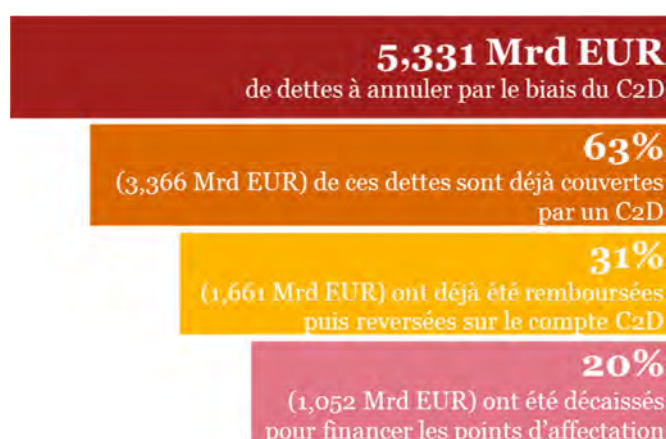 5,331 Mrd EUR
de dettes à annuler par le biais du C2D
63%
(3,366 Mrd EUR) de ces dettes sont déjà couvertes
par un C2D
31%
(1,661 Mrd EUR) ont déjà été remboursées
puis reversées sur le compte C2D
20%
(1,052 Mrd EUR) ont été décaissés
pour financer les points d'affectation